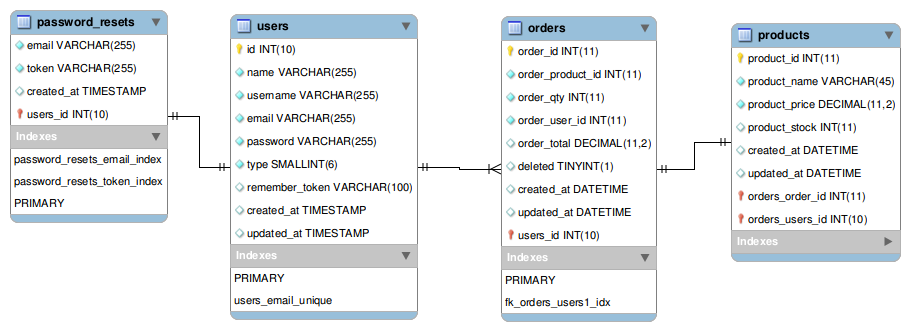 password_resets
email VARCHAR(255)
token VARCHAR(255)
created_at TIMESTAMP
users_id INT(10)
Indexes
password_resets_email_index
password_resets_token_index
PRIMARY
users
id INT(10)
name VARCHAR(255)
username VARCHAR(255)
email VARCHAR(255)
password VARCHAR(255)
type SMALLINT(6)
remember_token VARCHAR(100)
created_at TIMESTAMP
updated_at TIMESTAMP
Indexes
PRIMARY
users_email_unique
orders
order_id INT(11)
order_product_id INT(11)
order_qty INT(11)
order_user_id INT(11)
order_total DECIMAL(11,2)
deleted TINYINT(1)
created_at DATETIME
updated_at DATETIME
users_id INT(10)
Indexes
PRIMARY
fk_orders_users1_idx
products
product_id INT(11)
product_name VARCHAR(45)
product_price DECIMAL(11,2)
product_stock INT(11)
created_at DATETIME
updated_at DATETIME
orders_order_id INT(11)
orders_users_id INT(10)
Indexes